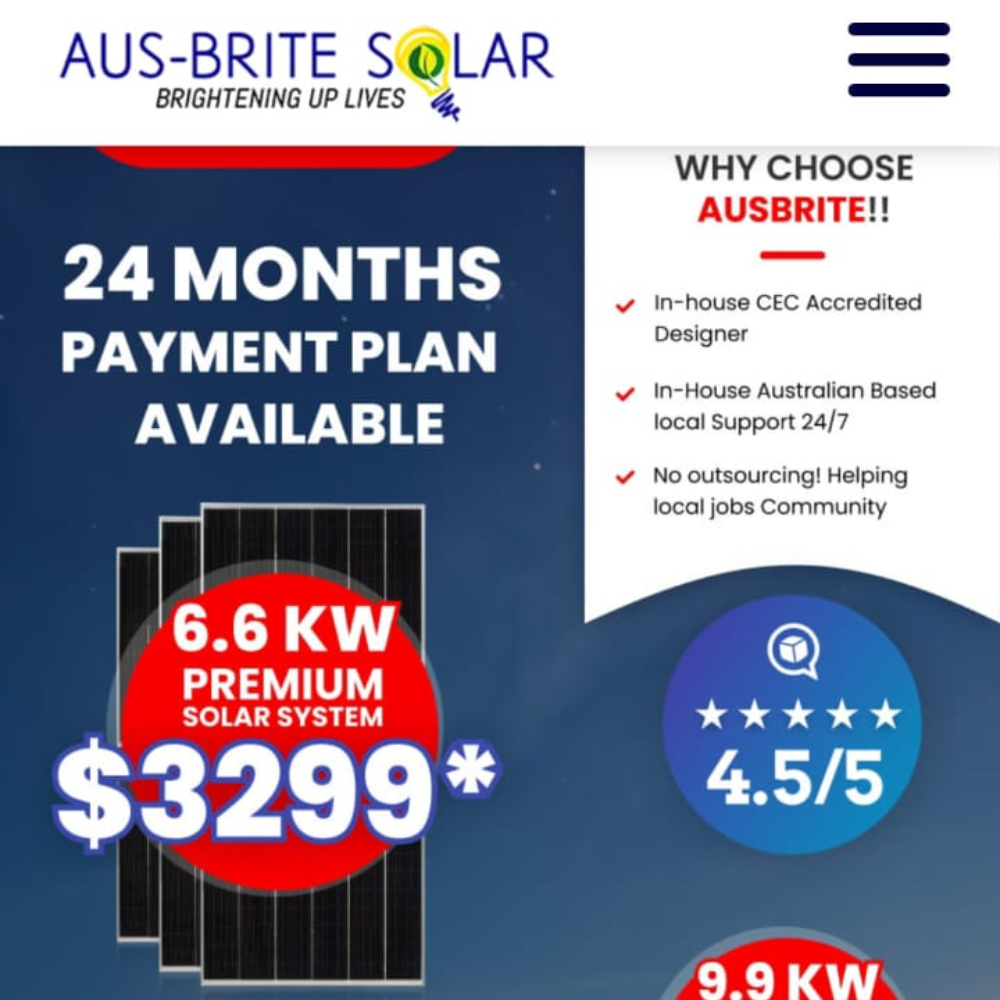 AUS-BRITE SOLAR
BRIGHTENING UP LIVES
24 MONTHS
PAYMENT PLAN
AVAILABLE
6.6 KW
PREMIUM
SOLAR SYSTEM
$3299*
WHY CHOOSE
AUSBRITE!!
In-house CEC Accredited
Designer
In-House Australian Based
local Support 24/7
No outsourcing! Helping
local jobs Community
4.5/5
9.9 KW